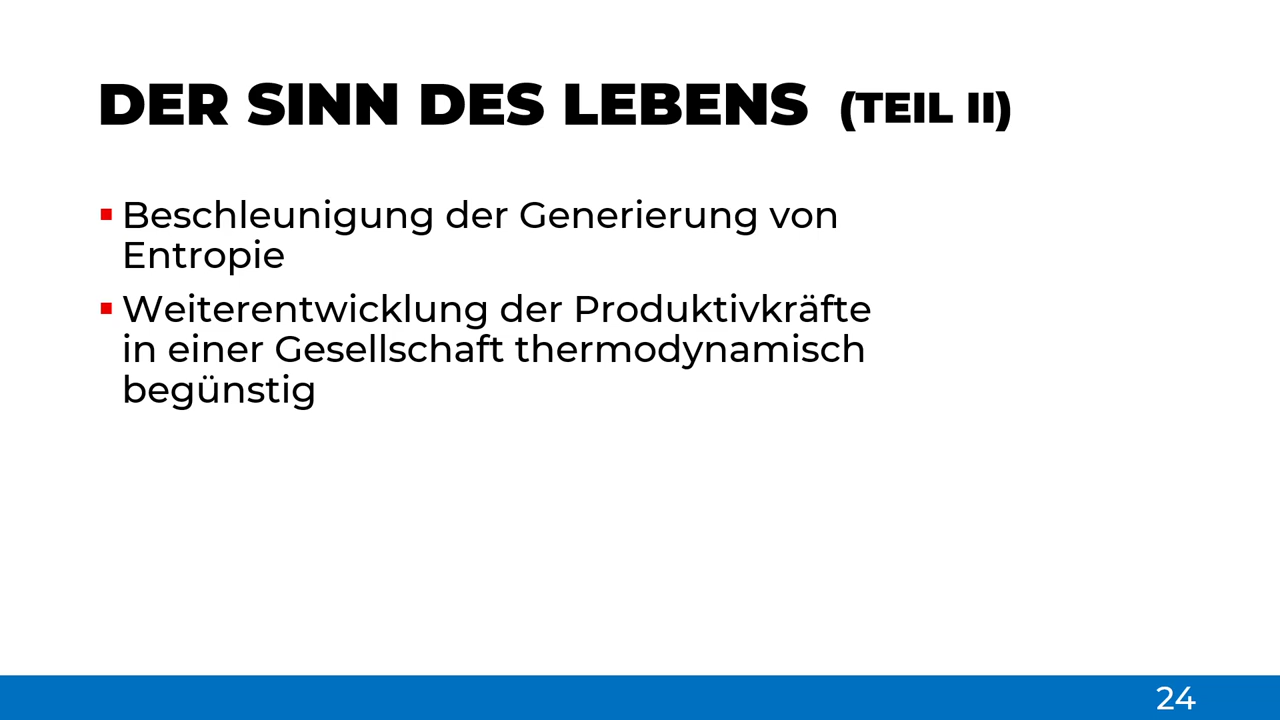 DER SINN DES LEBENS (TEIL II)
▪ Beschleunigung der Generierung von
Entropie
▪ Weiterentwicklung der Produktivkräfte
in einer Gesellschaft thermodynamisch
begünstig
24